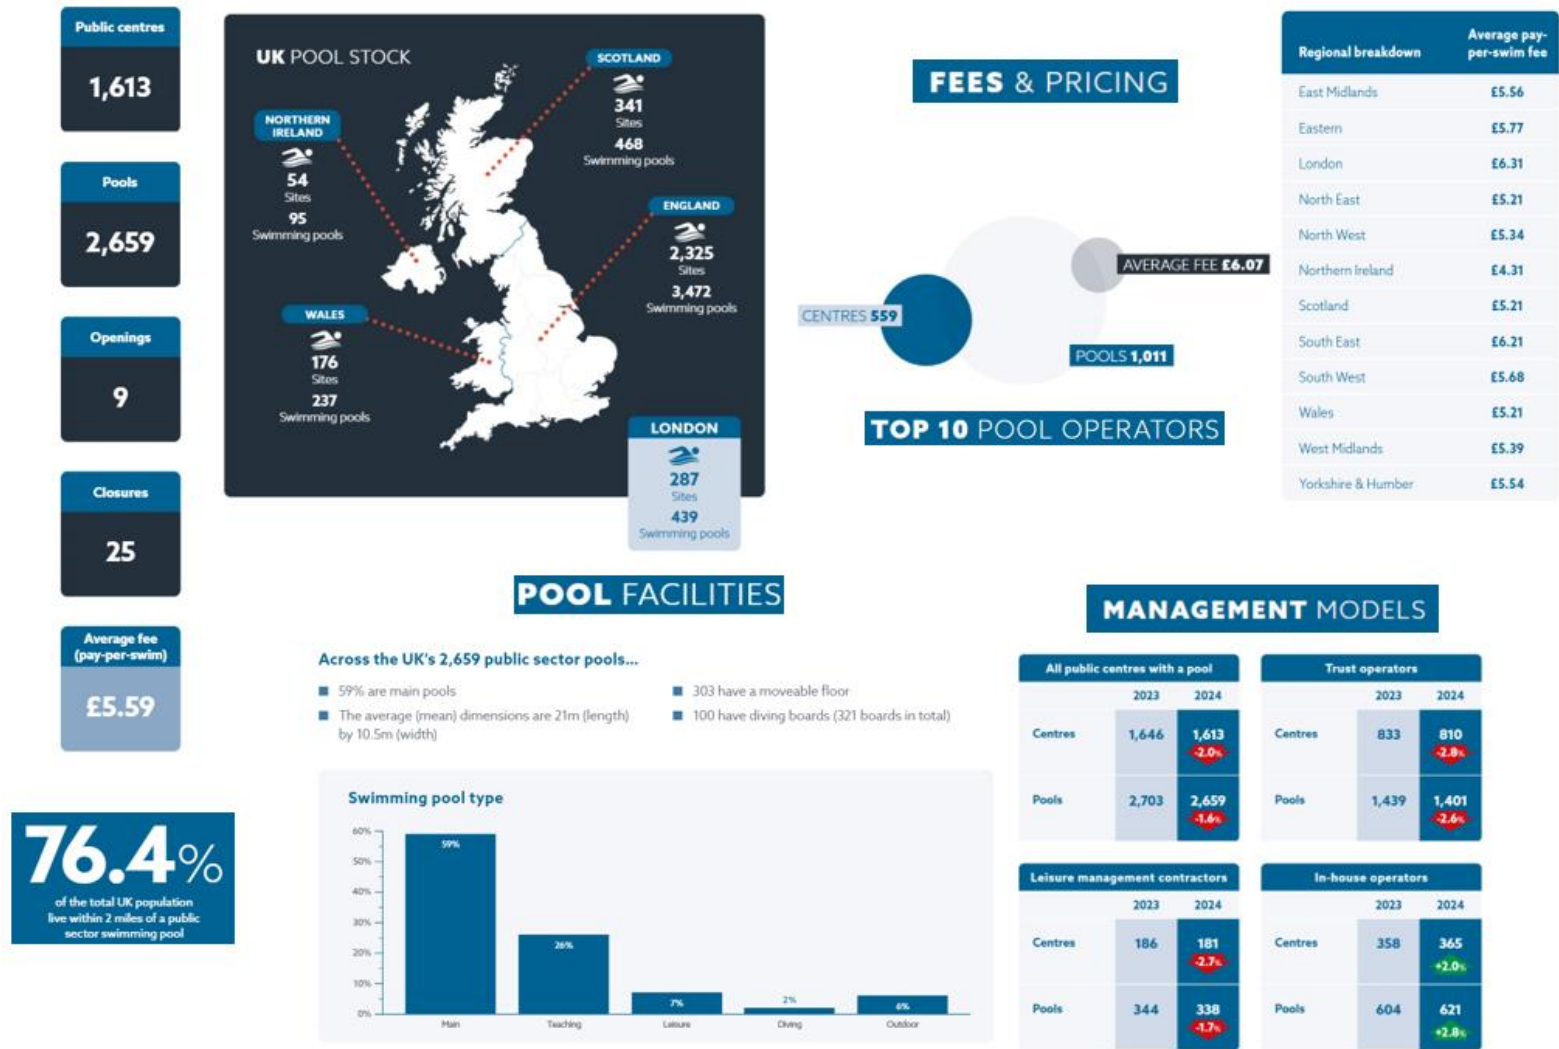 Public centres
1,613
Pools
2,659
Openings
9
Closures
25
Average fee
(pay-per-swim)
£5.59
76.4%
of the total UK population
live within 2 miles of a public
sector swimming pool
UK POOL STOCK
SCOTLAND
341
Sites
468
Swimming pools
NORTHERN
IRELAND
54
Sites
95
Swimming pools
ENGLAND
2,325
Sites
3,472
Swimming pools
WALES
176
Sites
237
Swimming pools
LONDON
287
Sites
439
Swimming pools
FEES & PRICING
AVERAGE FEE £6.07
CENTRES 559
POOLS 1,011
TOP 10 POOL OPERATORS
Regional breakdown Average pay-
per-swim fee
East Midlands £5.56
Eastern £5.77
London £6.31
North East £5.21
North West £5.34
Northern Ireland £4.31
Scotland £5.21
South East £6.21
South West £5.68
Wales £5.21
West Midlands £5.39
Yorkshire & Humber £5.54
POOL FACILITIES
Across the UK's 2,659 public sector pools...
59% are main pools
The average (mean) dimensions are 21m (length)
by 10.5m (width)
303 have a moveable floor
100 have diving boards (321 boards in total)
Swimming pool type
60%
50%
40%
30%
20%
10%
0%
59%
26%
7%
2%
6%
Main Teaching Leisure Diving Outdoor
MANAGEMENT MODELS
All public centres with a pool
2023 2024
Centres 1,646 1,613
-2.0%
Pools 2,703 2,659
-1.6%
Trust operators
2023 2024
Centres 833 810
-2.8%
Pools 1,439 1,401
-2.6%
Leisure management contractors
2023 2024
Centres 186 181
-2.7%
Pools 344 338
-1.7%
In-house operators
2023 2024
Centres 358 365
+2.0%
Pools 604 621
+2.8%